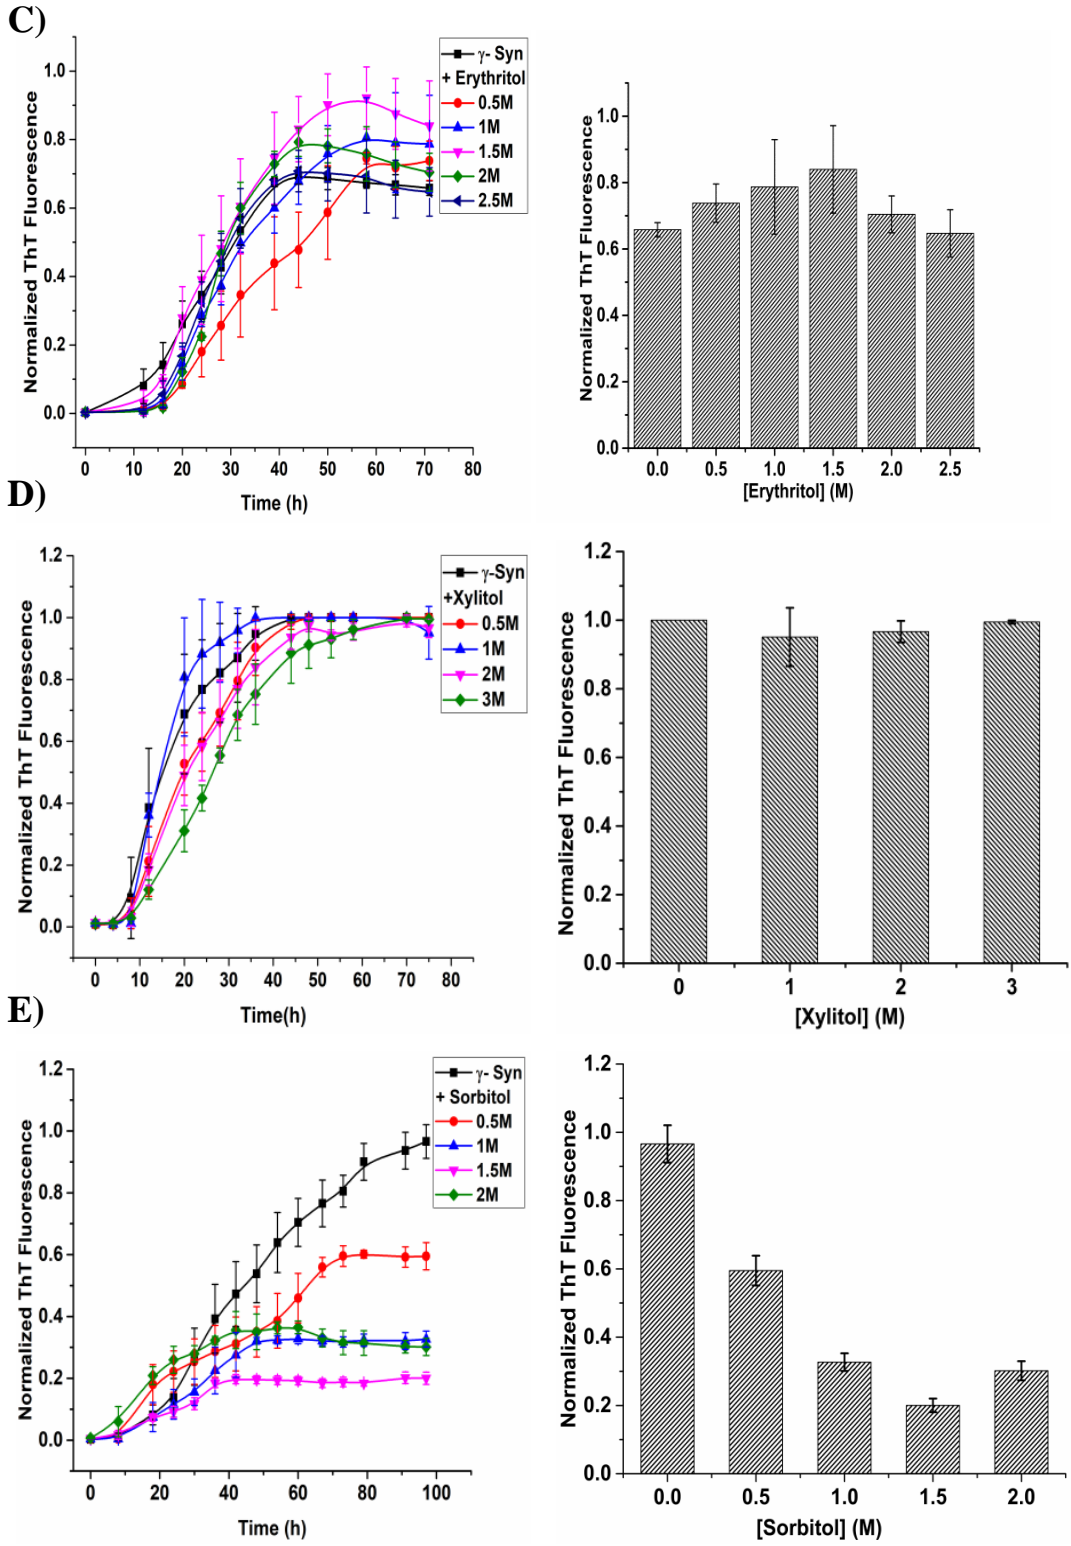 C)
Normalized ThT Fluorescence
1.0
0.8
0.6
0.4
0.2
0.0
0 10 20 30 40 50 60 70 80
Time (h)
γ- Syn
+ Erythritol
0.5M
1M
1.5M
2M
2.5M
Normalized ThT Fluorescence
1.0
0.8
0.6
0.4
0.2
0.0
0.0 0.5 1.0 1.5 2.0 2.5
[Erythritol] (M)
D)
Normalized ThT Fluorescence
1.2
1.0
0.8
0.6
0.4
0.2
0.0
0 10 20 30 40 50 60 70 80
Time(h)
γ-Syn
+Xylitol
0.5M
1M
2M
3M
Normalized ThT Fluorescence
1.2
1.0
0.8
0.6
0.4
0.2
0.0
0 1 2 3
[Xylitol] (M)
E)
Normalized ThT Fluorescence
1.2
1.0
0.8
0.6
0.4
0.2
0.0
0 20 40 60 80 100
Time (h)
γ- Syn
+ Sorbitol
0.5M
1M
1.5M
2M
Normalized ThT Fluorescence
1.2
1.0
0.8
0.6
0.4
0.2
0.0
0.0 0.5 1.0 1.5 2.0
[Sorbitol] (M)